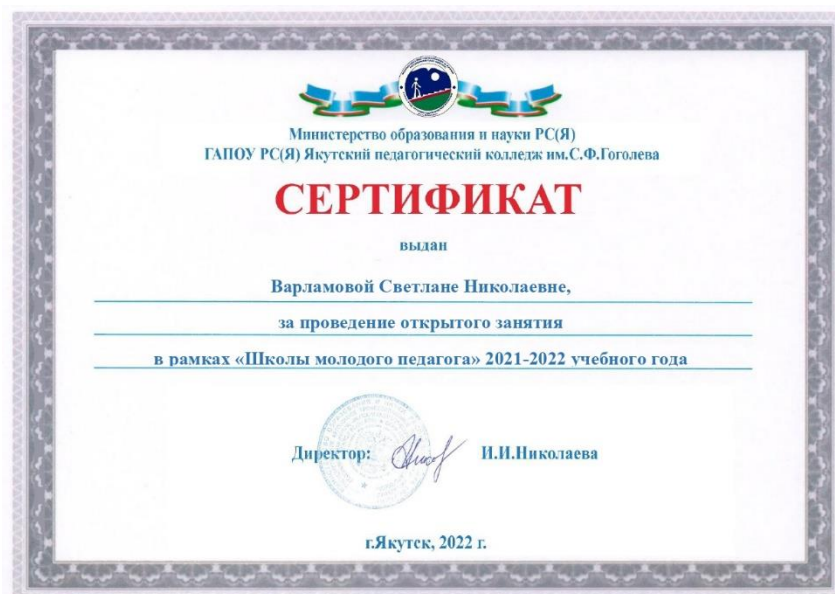 Министерство образования и науки РС(Я)
ГАПОУ РС(Я) Якутский педагогический колледж им.С.Ф.Гоголева
СЕРТИФИКАТ
выдан
Варламовой Светлане Николаевне,
за проведение открытого занятия
в рамках «Школы молодого педагога» 2021-2022 учебного года
Директор: И.И.Николаева
г.Якутск, 2022 г.